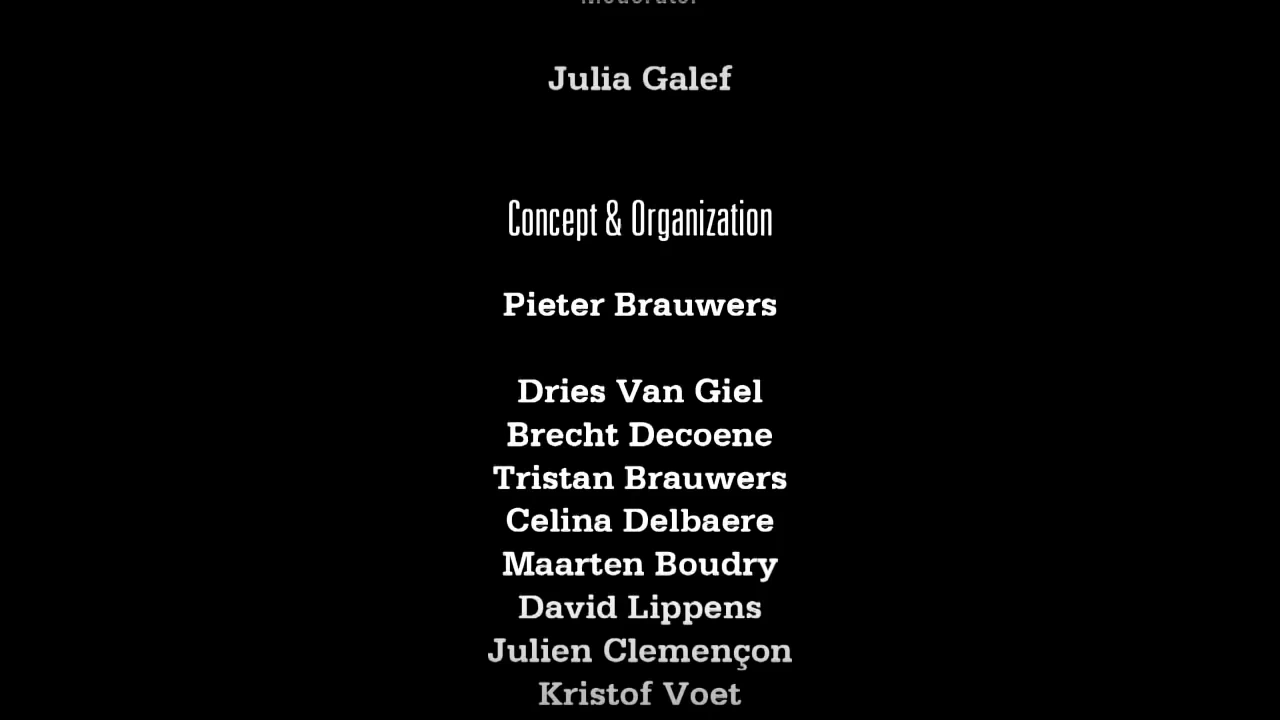 Moderator
Julia Galef
Concept & Organization
Pieter Brauwers
Dries Van Giel
Brecht Decoene
Tristan Brauwers
Celina Delbaere
Maarten Boudry
David Lippens
Julien Clemençon
Kristof Voet